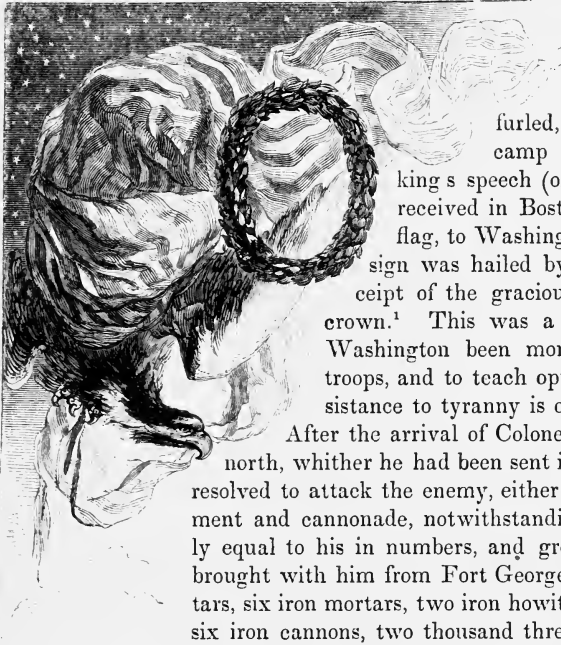 O
furled,
camp
king s speech (o
received in Bost
flag, to Washing
sign was hailed by
ceipt of the graciou
crown.¹ This was a
Washington been mor
troops, and to teach op
sistance to tyranny is o
After the arrival of Colone
north, whither he had been sent i
resolved to attack the enemy, either
ment and cannonade, notwithstandi
ly equal to his in numbers, and gr
brought with him from Fort George
tars, six iron mortars, two iron howit
six iron cannons, two thousand thre